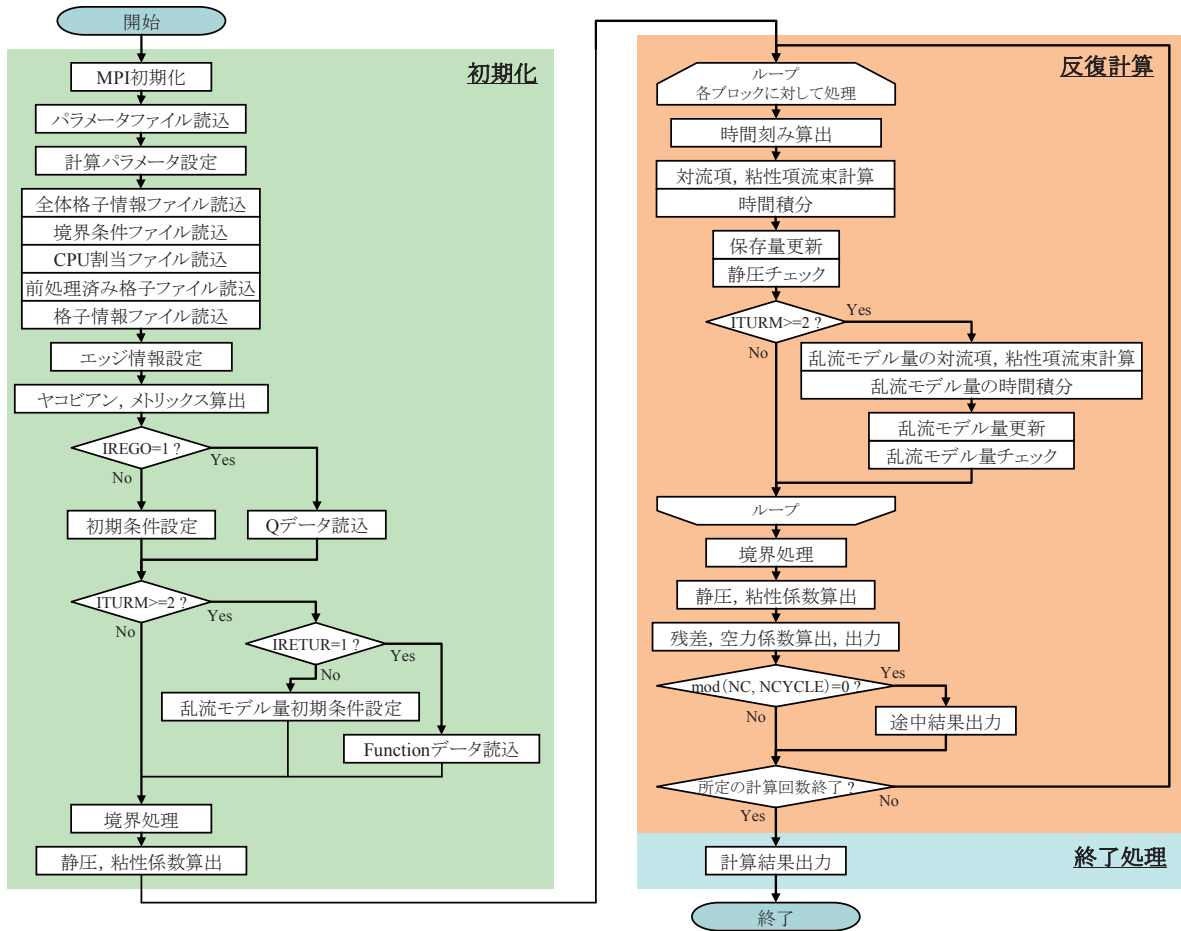 開始
初期化
MPI初期化
パラメータファイル読込
計算パラメータ設定
全体格子情報ファイル読込
境界条件ファイル読込
CPU割当ファイル読込
前処理済み格子ファイル読込
格子情報ファイル読込
エッジ情報設定
ヤコビアン, メトリックス算出
IREGO=1 ?
Yes
No
初期条件設定
Qデータ読込
ITURM>=2 ?
Yes
No
IRETUR=1 ?
Yes
No
乱流モデル量初期条件設定
Functionデータ読込
境界処理
静圧, 粘性係数算出
反復計算
ループ
各ブロックに対して処理
時間刻み算出
対流項, 粘性項流束計算
時間積分
保存量更新
静圧チェック
ITURM>=2 ?
Yes
No
乱流モデル量の対流項, 粘性項流束計算
乱流モデル量の時間積分
乱流モデル量更新
乱流モデル量チェック
ループ
境界処理
静圧, 粘性係数算出
残差, 空力係数算出, 出力
mod(NC, NCYCLE)=0 ?
Yes
No
途中結果出力
所定の計算回数終了 ?
No
Yes
終了処理
計算結果出力
終了